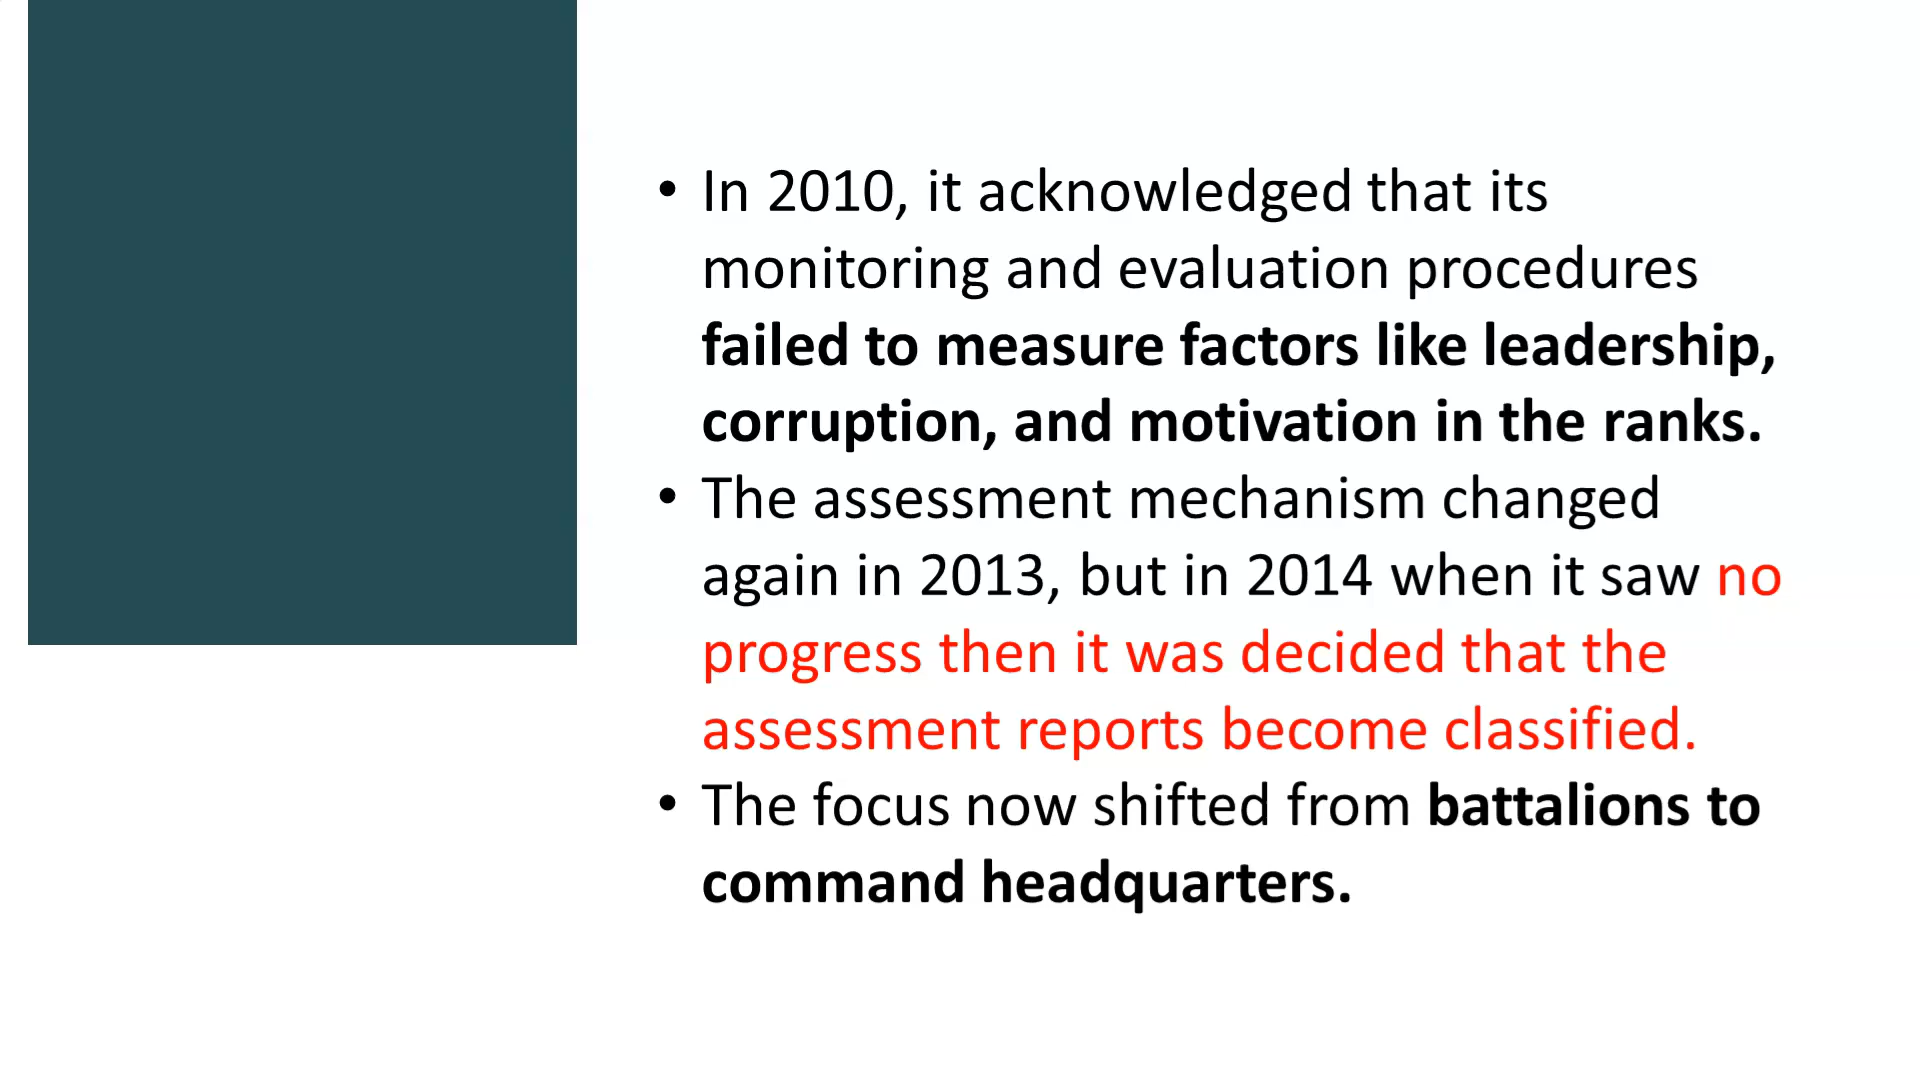 • In 2010, it acknowledged that its
monitoring and evaluation procedures
failed to measure factors like leadership,
corruption, and motivation in the ranks.
• The assessment mechanism changed
again in 2013, but in 2014 when it saw no
progress then it was decided that the
assessment reports become classified.
• The focus now shifted from battalions to
command headquarters.